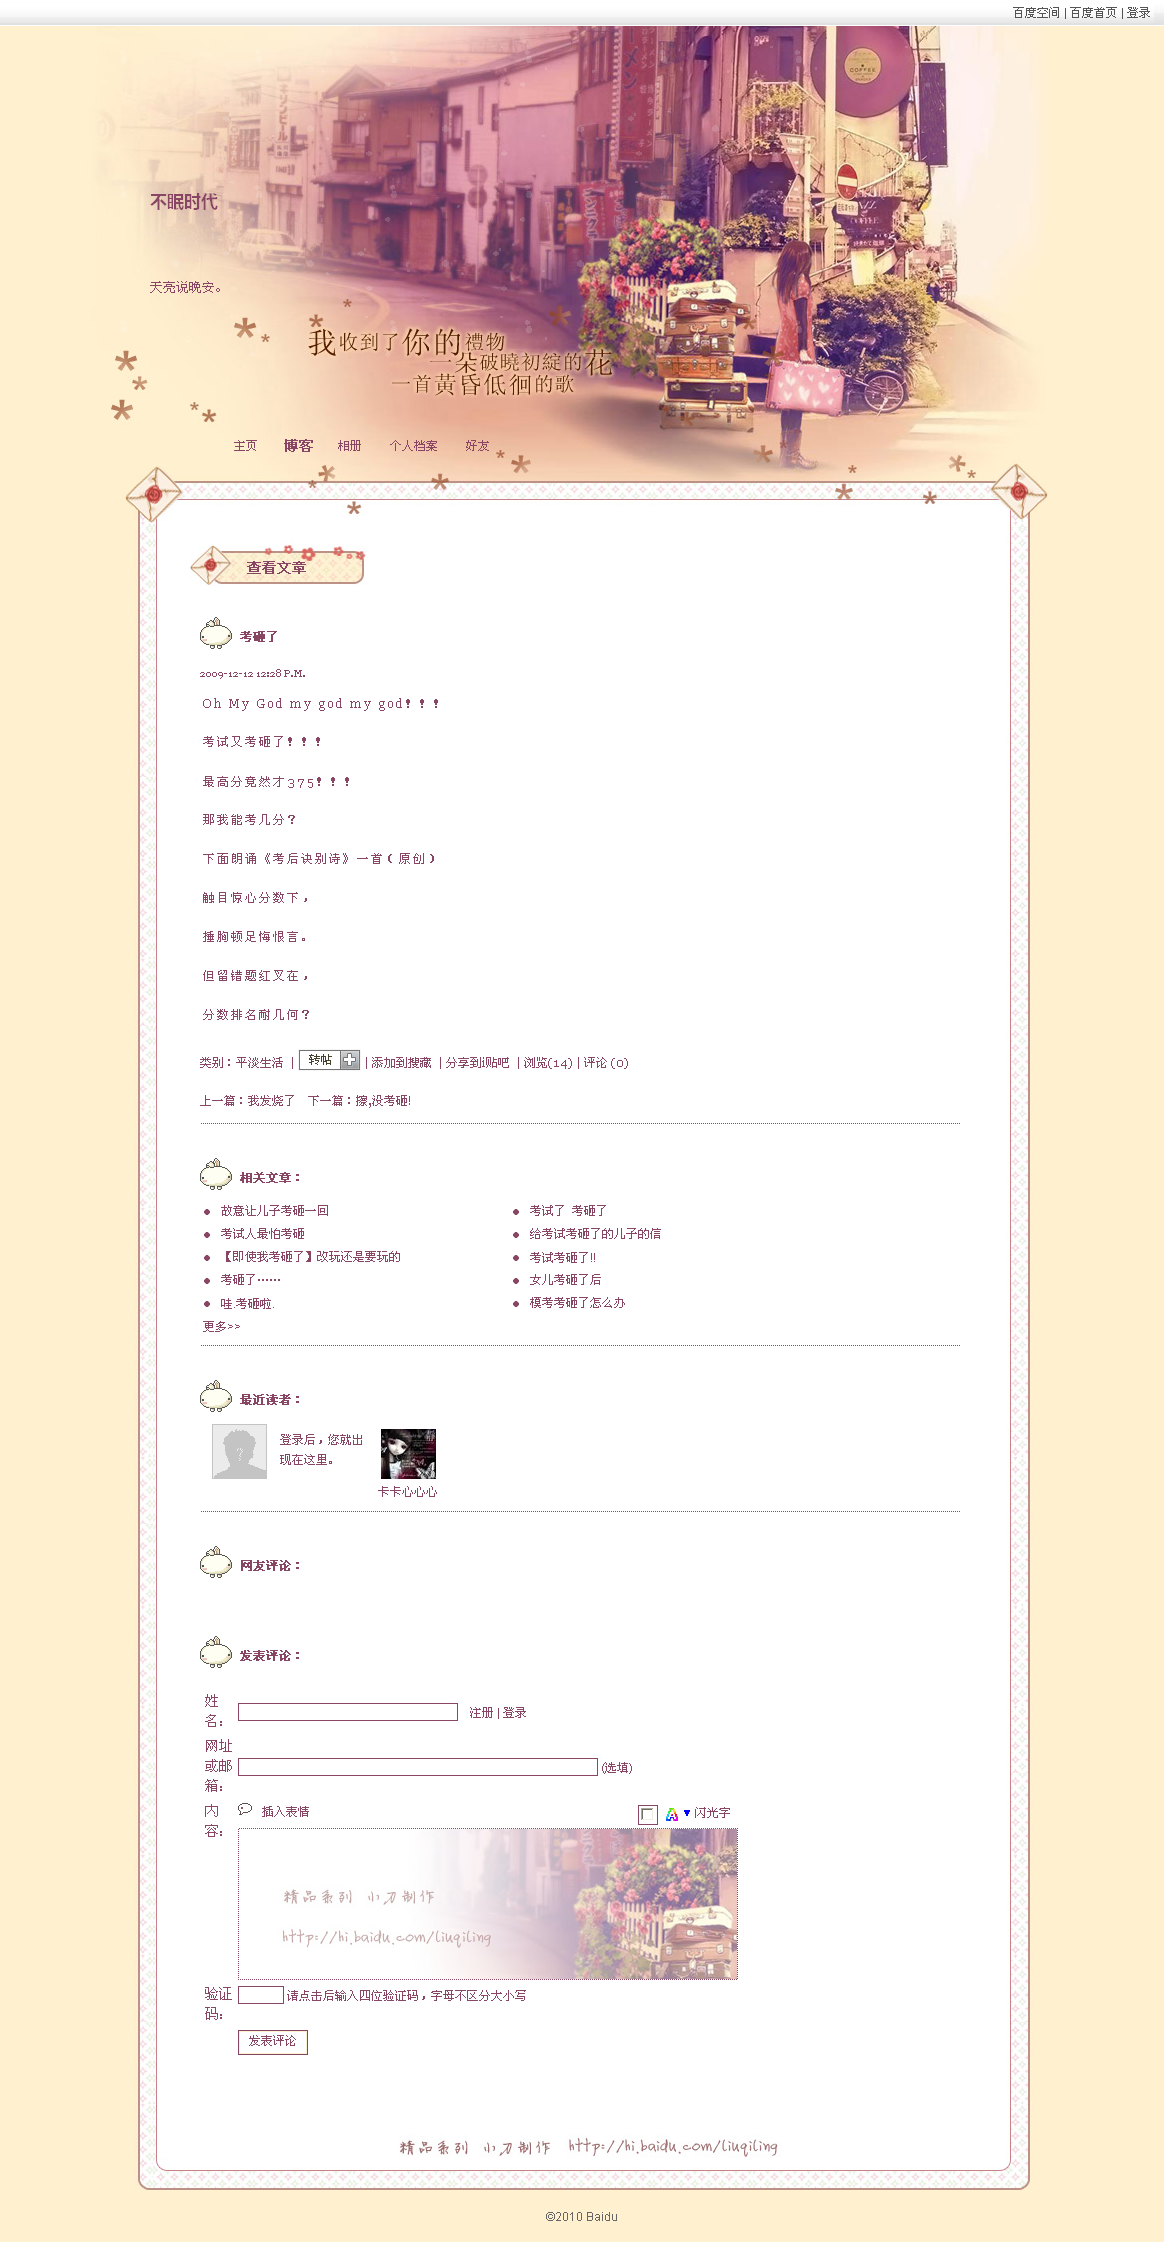 百度空间 | 百度首页 | 登录
COFFEE
不眠时代
天亮说晚安。
我收到了你的禮物
一朵破曉初綻的花
一首黃昏低徊的歌
主页 博客 相册 个人档案 好友
查看文章
考砸了
2009-12-12 12:28 P.M.
Oh My God my god my god！！！
考试又考砸了！！！
最高分竟然才375！！！
那我能考几分？
下面朗诵《考后诀别诗》一首（原创）
触目惊心分数下，
捶胸顿足悔恨言。
但留错题红叉在，
分数排名耐几何？
类别：平淡生活 | 转帖 | 添加到搜藏 | 分享到i贴吧 | 浏览(14) | 评论 (0)
上一篇：我发烧了 下一篇：擦,没考砸!
相关文章：
故意让儿子考砸一回 考试了 考砸了
考试人最怕考砸 给考试考砸了的儿子的信
【即使我考砸了】改玩还是要玩的 考试考砸了!!
考砸了…… 女儿考砸了后
哇.考砸啦. 模考考砸了怎么办
更多>>
最近读者：
登录后，您就出
现在这里。
卡卡心心心
网友评论：
发表评论：
姓
名： 注册 | 登录
网址
或邮
箱： (选填)
内
容： 插入表情 闪光字
精品系列 小刀制作
http://hi.baidu.com/liuqiling
验证
码： 请点击后输入四位验证码，字母不区分大小写
发表评论
精品系列 小刀制作 http://hi.baidu.com/liuqiling
©2010 Baidu